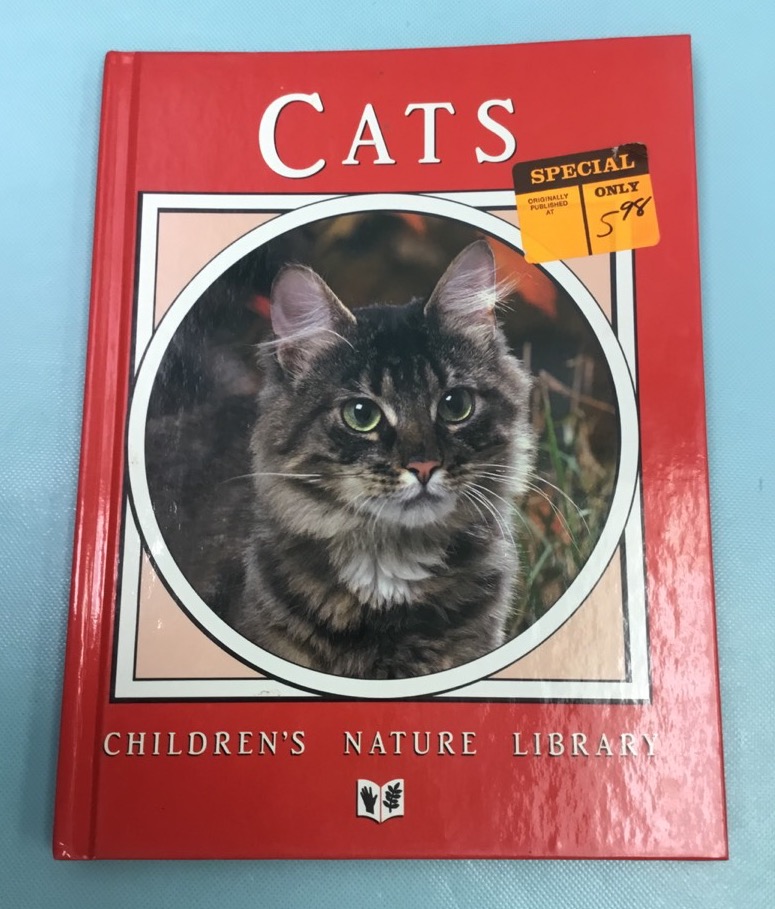 CATS
SPECIAL
ORIGINALLY
PUBLISHED
AT
ONLY
5 98
CHILDREN'S NATURE LIBRARY